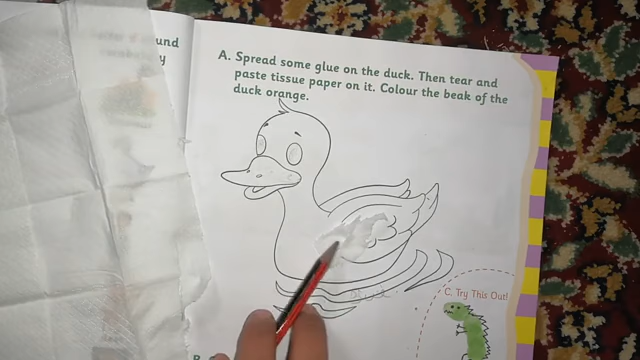 und
y
A. Spread some glue on the duck. Then tear and
paste tissue paper on it. Colour the beak of the
duck orange.
C. Try This Out!
B